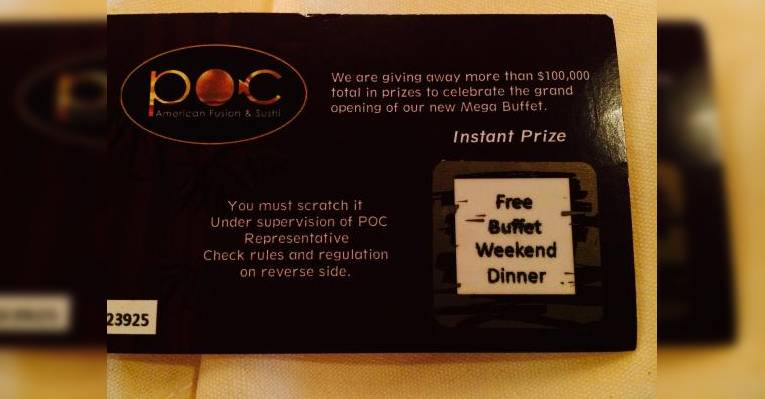 poc
American Fusion & Sushi
We are giving away more than $100,000
total in prizes to celebrate the grand
opening of our new Mega Buffet.
Instant Prize
You must scratch it
Under supervision of POC
Representative
Check rules and regulation
on reverse side.
Free
Buffet
Weekend
Dinner
23925